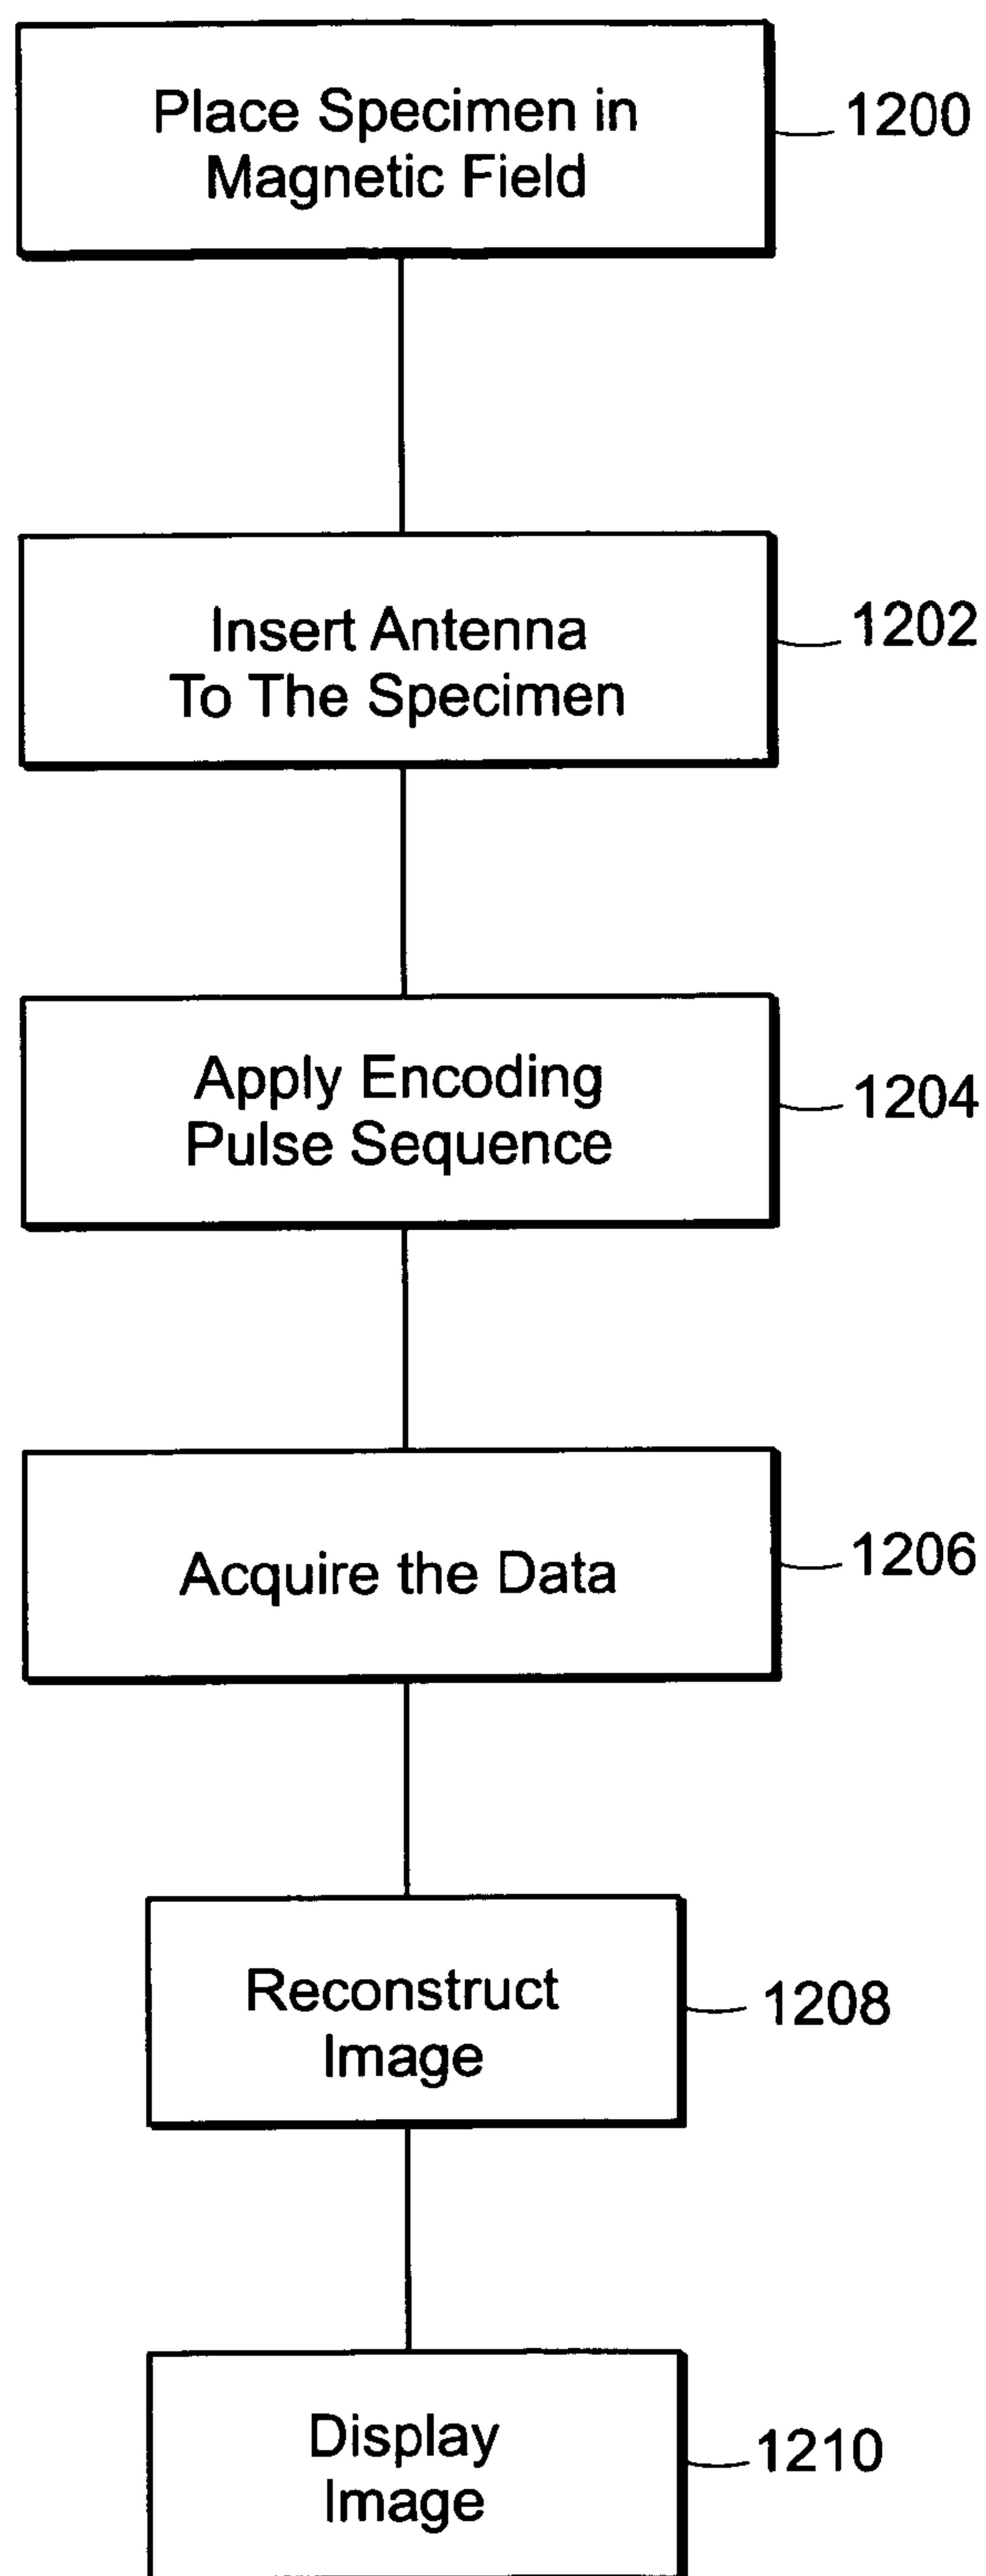 Place Specimen in
Magnetic Field
1200
Insert Antenna
To The Specimen
1202
Apply Encoding
Pulse Sequence
1204
Acquire the Data
1206
Reconstruct
Image
1208
Display
Image
1210